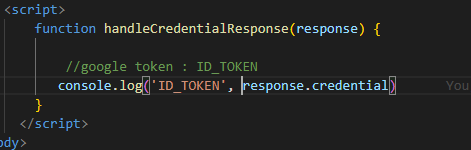 <script>
function handleCredentialResponse(response) {
//google token : ID_TOKEN
console.log('ID_TOKEN', response.credential)
You
}
</script>
ody>